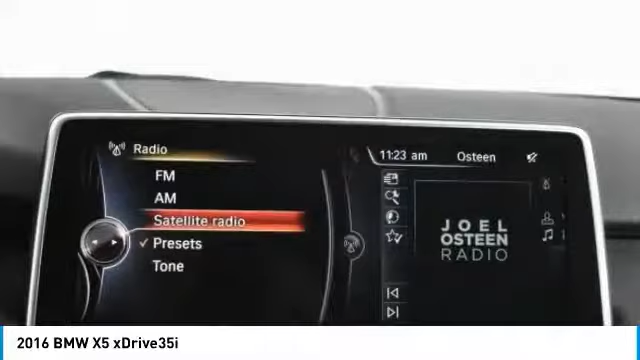 Radio
FM
AM
Satellite radio
Presets
Tone
11:23 am Osteen
JOEL
OSTEEN
RADIO
2016 BMW X5 xDrive35i